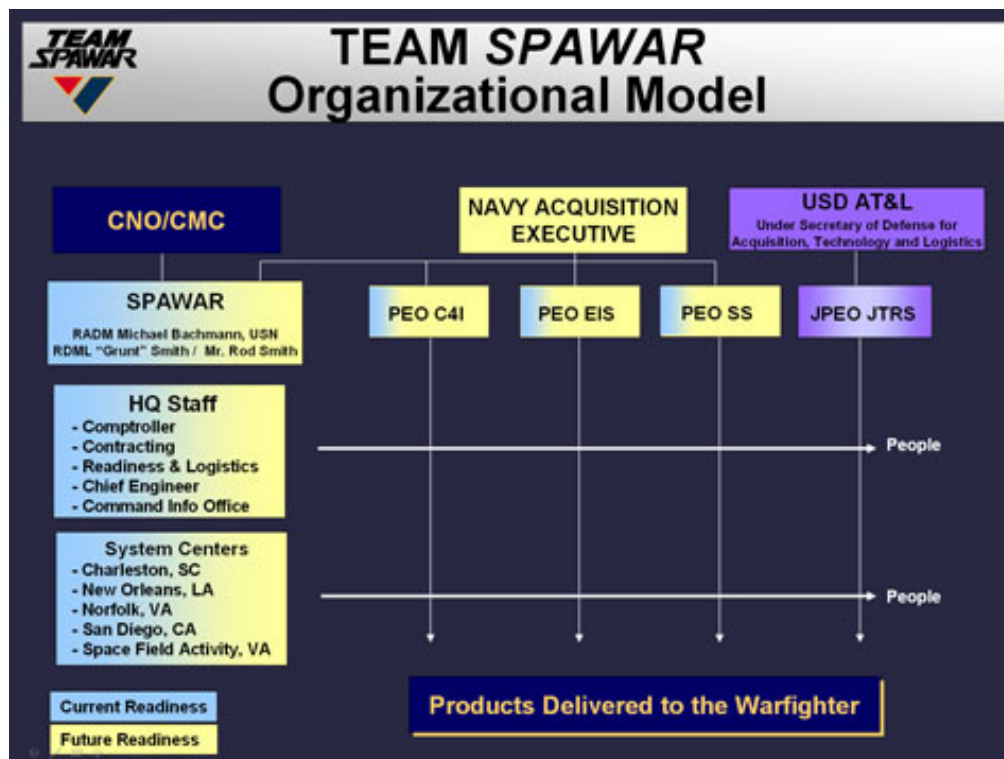 TEAM
SPAWAR
TEAM SPAWAR
Organizational Model
CNO/CMC
NAVY ACQUISITION
EXECUTIVE
USD AT&L
Under Secretary of Defense for
Acquisition, Technology and Logistics
SPAWAR
RADM Michael Bachmann, USN
RDML "Grunt" Smith / Mr. Rod Smith
PEO C4I
PEO EIS
PEO SS
JPEO JTRS
HQ Staff
- Comptroller
- Contracting
- Readiness & Logistics
- Chief Engineer
- Command Info Office
People
System Centers
- Charleston, SC
- New Orleans, LA
- Norfolk, VA
- San Diego, CA
- Space Field Activity, VA
People
Current Readiness
Future Readiness
Products Delivered to the Warfighter